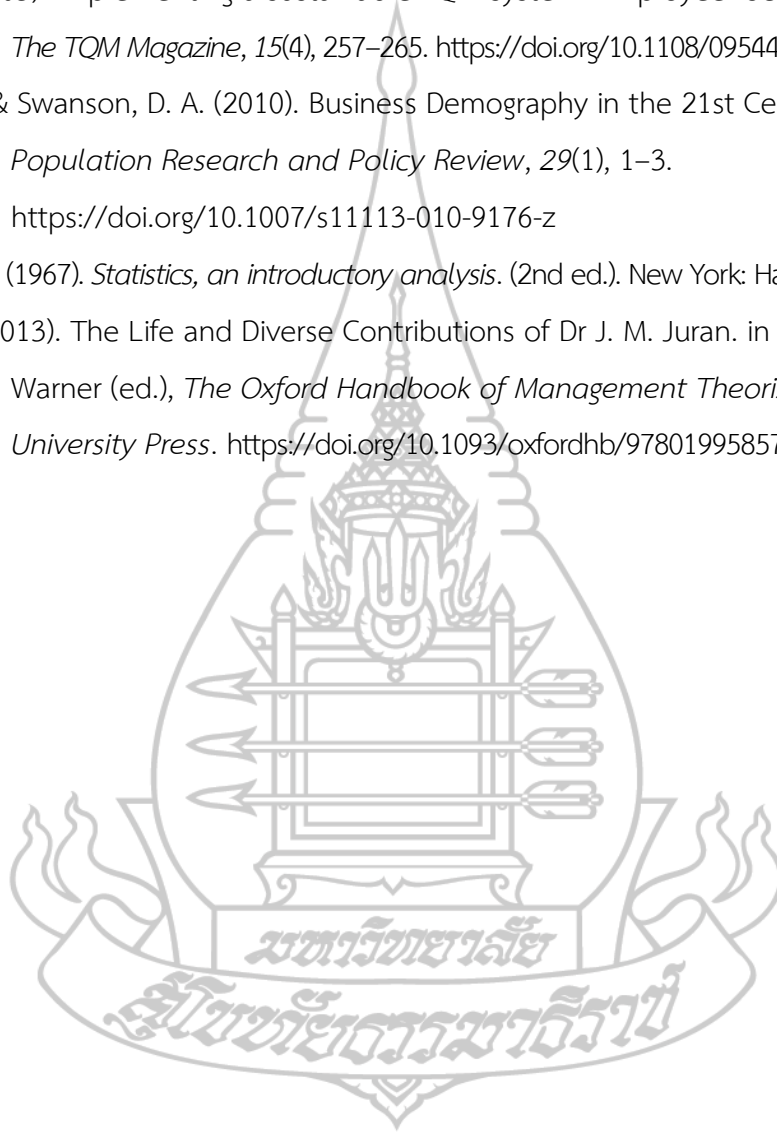 The TQM Magazine, 15(4), 257–265. https://doi.org/10.1108/09544
& Swanson, D. A. (2010). Business Demography in the 21st Ce
Population Research and Policy Review, 29(1), 1–3.
https://doi.org/10.1007/s11113-010-9176-z
(1967). Statistics, an introductory analysis. (2nd ed.). New York: Ha
013). The Life and Diverse Contributions of Dr J. M. Juran. in
Warner (ed.), The Oxford Handbook of Management Theori
University Press. https://doi.org/10.1093/oxfordhb/97801995857
มหาวิทยาลัย
สุโขทัยธรรมาธิราช